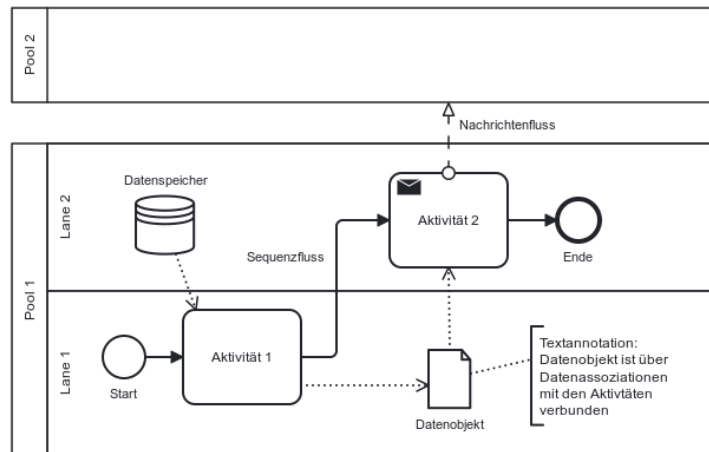 Pool 2
Nachrichtenfluss
Pool 1
Lane 2
Datenspeicher
Aktivität 2
Sequenzfluss
Ende
Lane 1
Aktivität 1
Start
Datenobjekt
Textannotation:
Datenobjekt ist über
Datenassoziationen
mit den Aktivtäten
verbunden